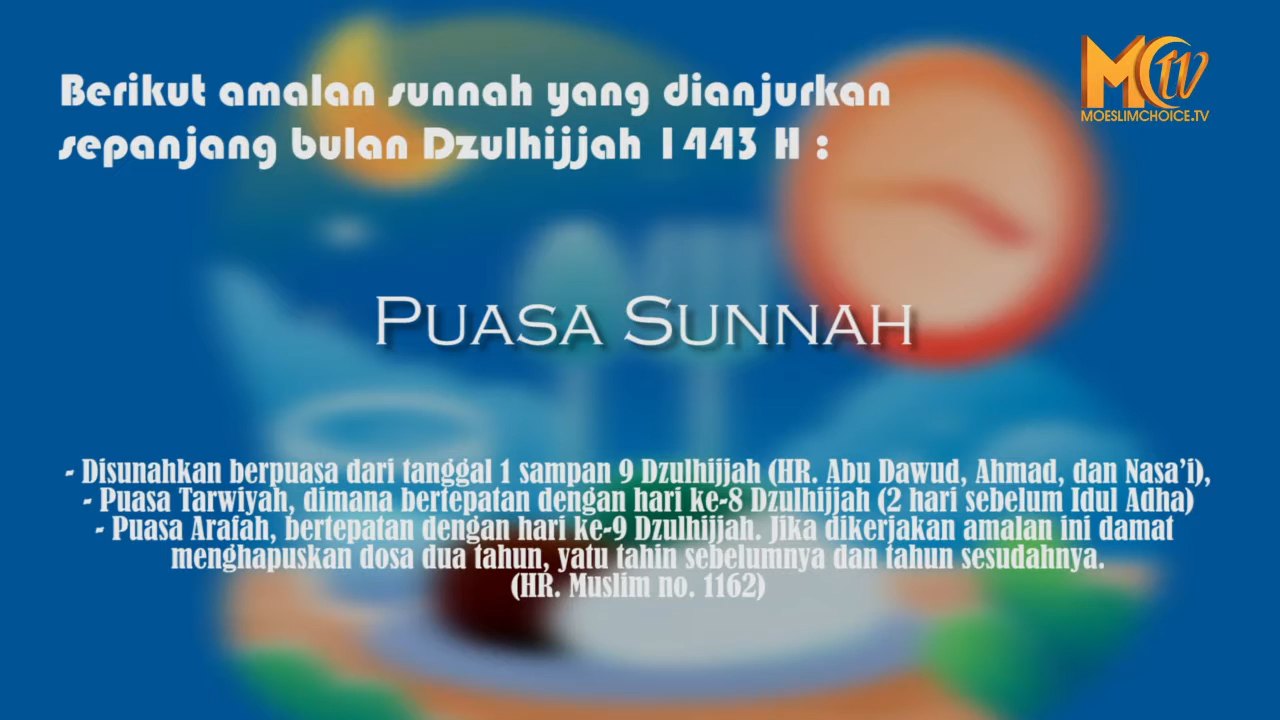 Berikut amalan sunnah yang dianjurkan
sepanjang bulan Dzulhijjah 1443 H :
MCTV
MOESLIMCHOICE.TV
PUASA SUNNAH
- Disunahkan berpuasa dari tanggal 1 sampan 9 Dzulhijjah (HR. Abu Dawud, Ahmad, dan Nasa’i),
- Puasa Tarwiyah, dimana bertepatan dengan hari ke-8 Dzulhijjah (2 hari sebelum Idul Adha)
- Puasa Arafah, bertepatan dengan hari ke-9 Dzulhijjah. Jika dikerjakan amalan ini damat
menghapuskan dosa dua tahun, yatu tahin sebelumnya dan tahun sesudahnya.
(HR. Muslim no. 1162)